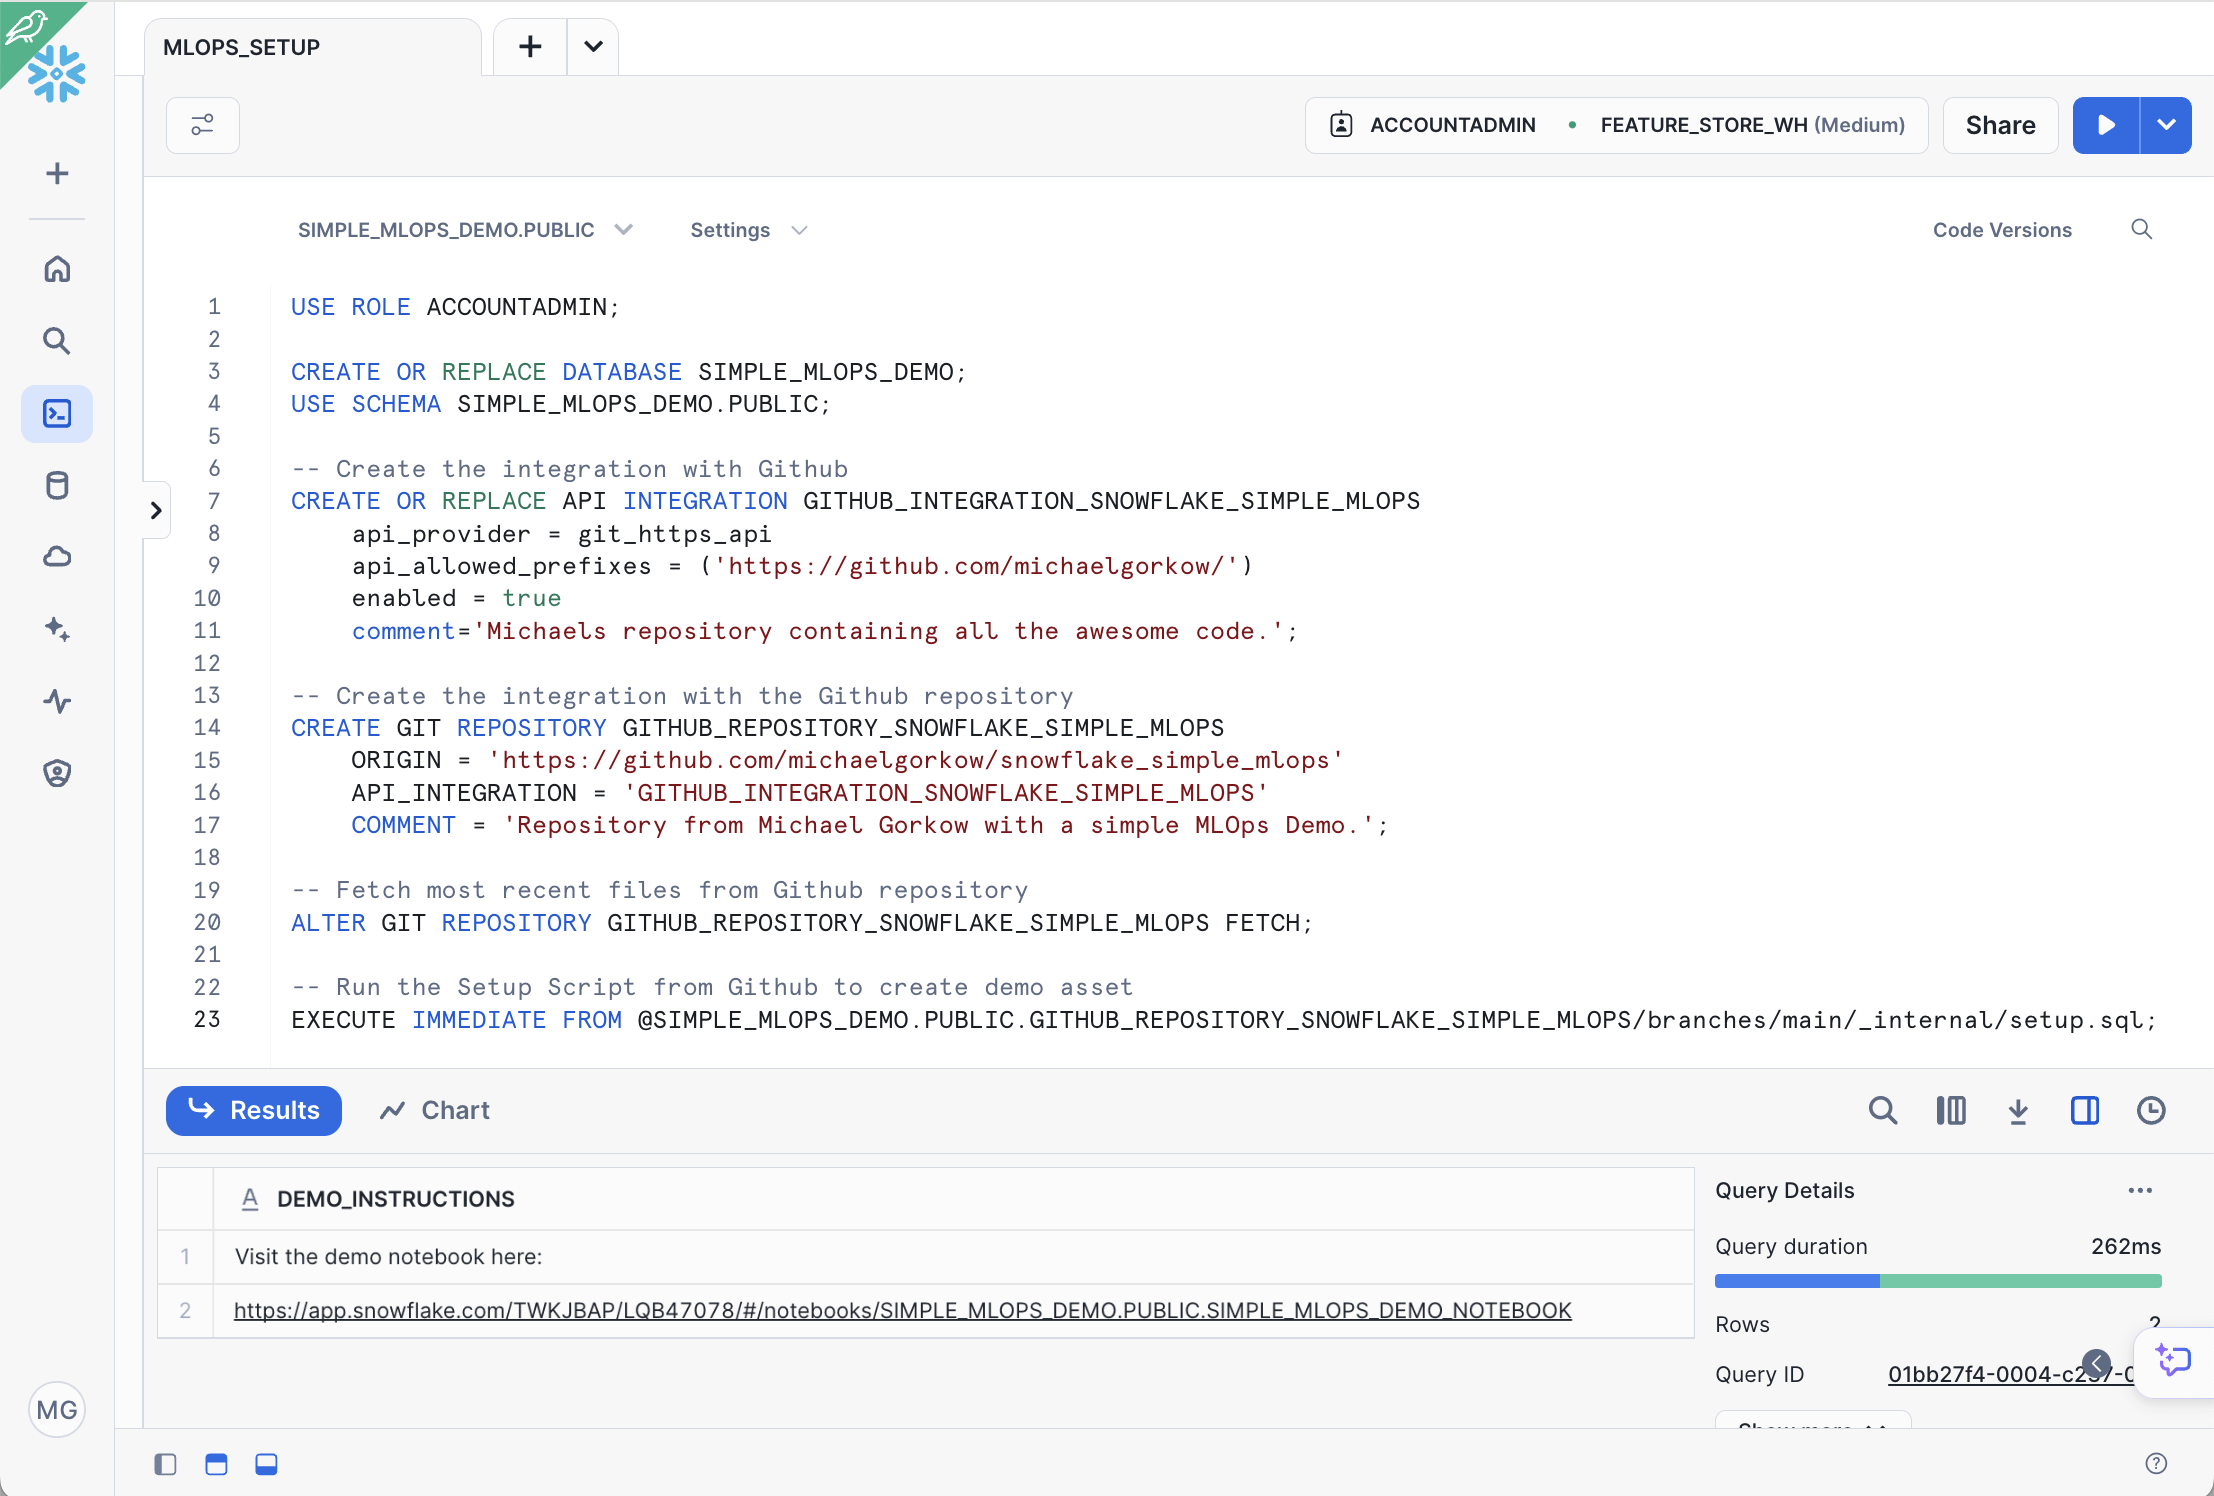 MLOPS_SETUP
ACCOUNTADMIN • FEATURE_STORE_WH (Medium)
Share
SIMPLE_MLOPS_DEMO.PUBLIC
Settings
Code Versions
1 USE ROLE ACCOUNTADMIN;
2
3 CREATE OR REPLACE DATABASE SIMPLE_MLOPS_DEMO;
4 USE SCHEMA SIMPLE_MLOPS_DEMO.PUBLIC;
5
6 -- Create the integration with Github
7 CREATE OR REPLACE API INTEGRATION GITHUB_INTEGRATION_SNOWFLAKE_SIMPLE_MLOPS
8 api_provider = git_https_api
9 api_allowed_prefixes = ('https://github.com/michaelgorkow/')
10 enabled = true
11 comment='Michaels repository containing all the awesome code.';
12
13 -- Create the integration with the Github repository
14 CREATE GIT REPOSITORY GITHUB_REPOSITORY_SNOWFLAKE_SIMPLE_MLOPS
15 ORIGIN = 'https://github.com/michaelgorkow/snowflake_simple_mlops'
16 API_INTEGRATION = 'GITHUB_INTEGRATION_SNOWFLAKE_SIMPLE_MLOPS'
17 COMMENT = 'Repository from Michael Gorkow with a simple MLOps Demo.';
18
19 -- Fetch most recent files from Github repository
20 ALTER GIT REPOSITORY GITHUB_REPOSITORY_SNOWFLAKE_SIMPLE_MLOPS FETCH;
21
22 -- Run the Setup Script from Github to create demo asset
23 EXECUTE IMMEDIATE FROM @SIMPLE_MLOPS_DEMO.PUBLIC.GITHUB_REPOSITORY_SNOWFLAKE_SIMPLE_MLOPS/branches/main/_internal/setup.sql;
Results
Chart
A DEMO_INSTRUCTIONS
1 Visit the demo notebook here:
2 https://app.snowflake.com/TWKJBAP/LQB47078/#/notebooks/SIMPLE_MLOPS_DEMO.PUBLIC.SIMPLE_MLOPS_DEMO_NOTEBOOK
Query Details
Query duration 262ms
Rows 2
Query ID
Show more
MG